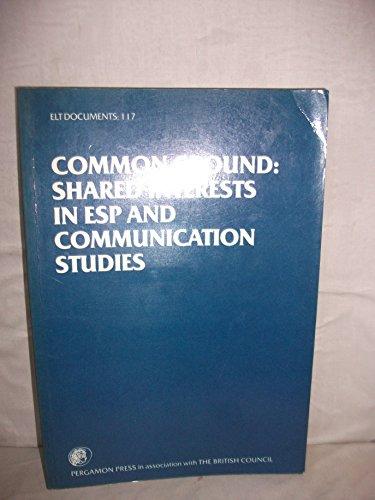 ELT DOCUMENTS: 117
COMMON GROUND:
SHARED INTERESTS
IN ESP AND
COMMUNICATION
STUDIES
PERGAMON PRESS in association with THE BRITISH COUNCIL